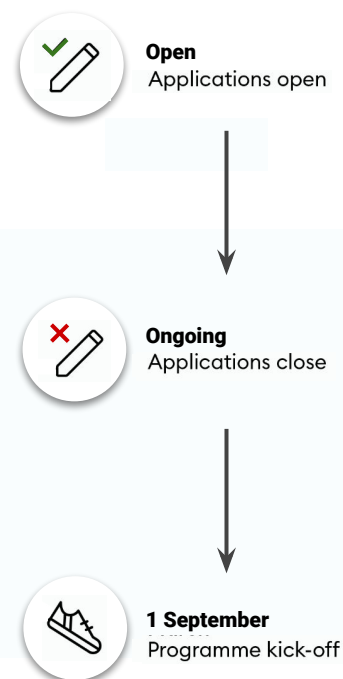 Open
Applications open
Ongoing
Applications close
1 September
Programme kick-off